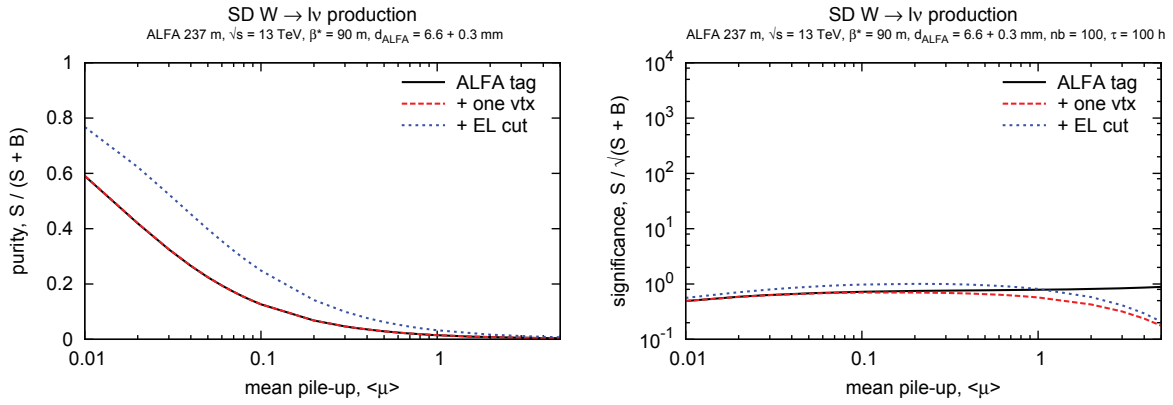 SD W → lν production
ALFA 237 m, √s = 13 TeV, β* = 90 m, d_ALFA = 6.6 + 0.3 mm
1
0.8
0.6
0.4
0.2
0
purity, S / (S + B)
ALFA tag
+ one vtx
+ EL cut
0.01
0.1
1
mean pile-up, <μ>
SD W → lν production
ALFA 237 m, √s = 13 TeV, β* = 90 m, d_ALFA = 6.6 + 0.3 mm, nb = 100, τ = 100 h
10^4
10^3
10^2
10^1
10^0
10^-1
significance, S / √(S + B)
ALFA tag
+ one vtx
+ EL cut
0.01
0.1
1
mean pile-up, <μ>